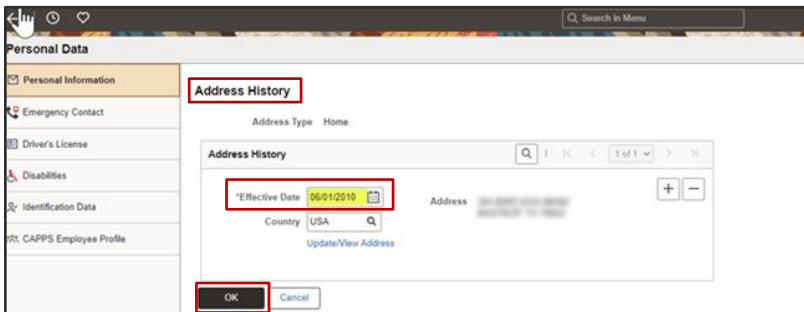 Search in Menu
Personal Data
Personal Information
Emergency Contact
Driver's License
Disabilities
Identification Data
CAPPS Employee Profile
Address History
Address Type Home
Address History
1 of 1
*Effective Date 06/01/2010
Address
Country USA
Update/View Address
OK Cancel